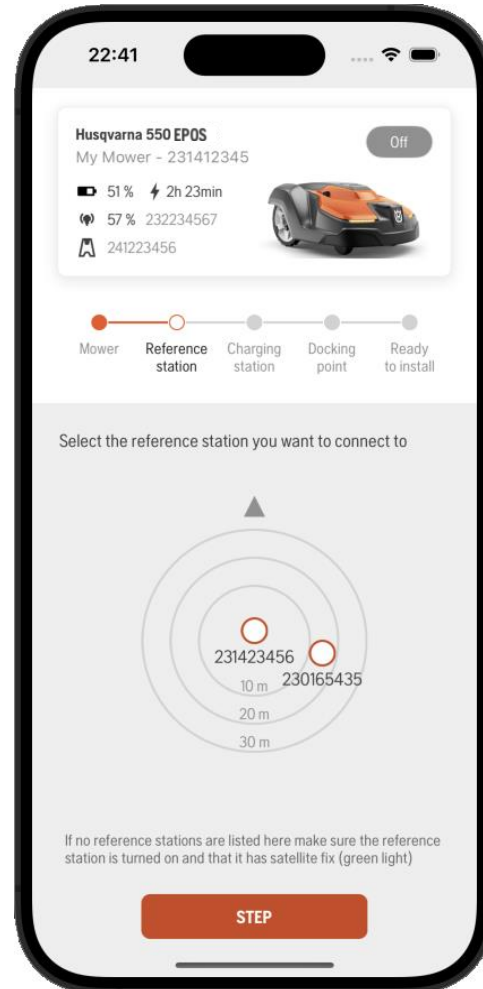 22:41
Husqvarna 550 EPOS
Off
My Mower - 231412345
51 % 2h 23min
57 % 232234567
241223456
Mower
Reference
station
Charging
station
Docking
point
Ready
to install
Select the reference station you want to connect to
231423456
230165435
10 m
20 m
30 m
If no reference stations are listed here make sure the reference
station is turned on and that it has satellite fix (green light)
STEP